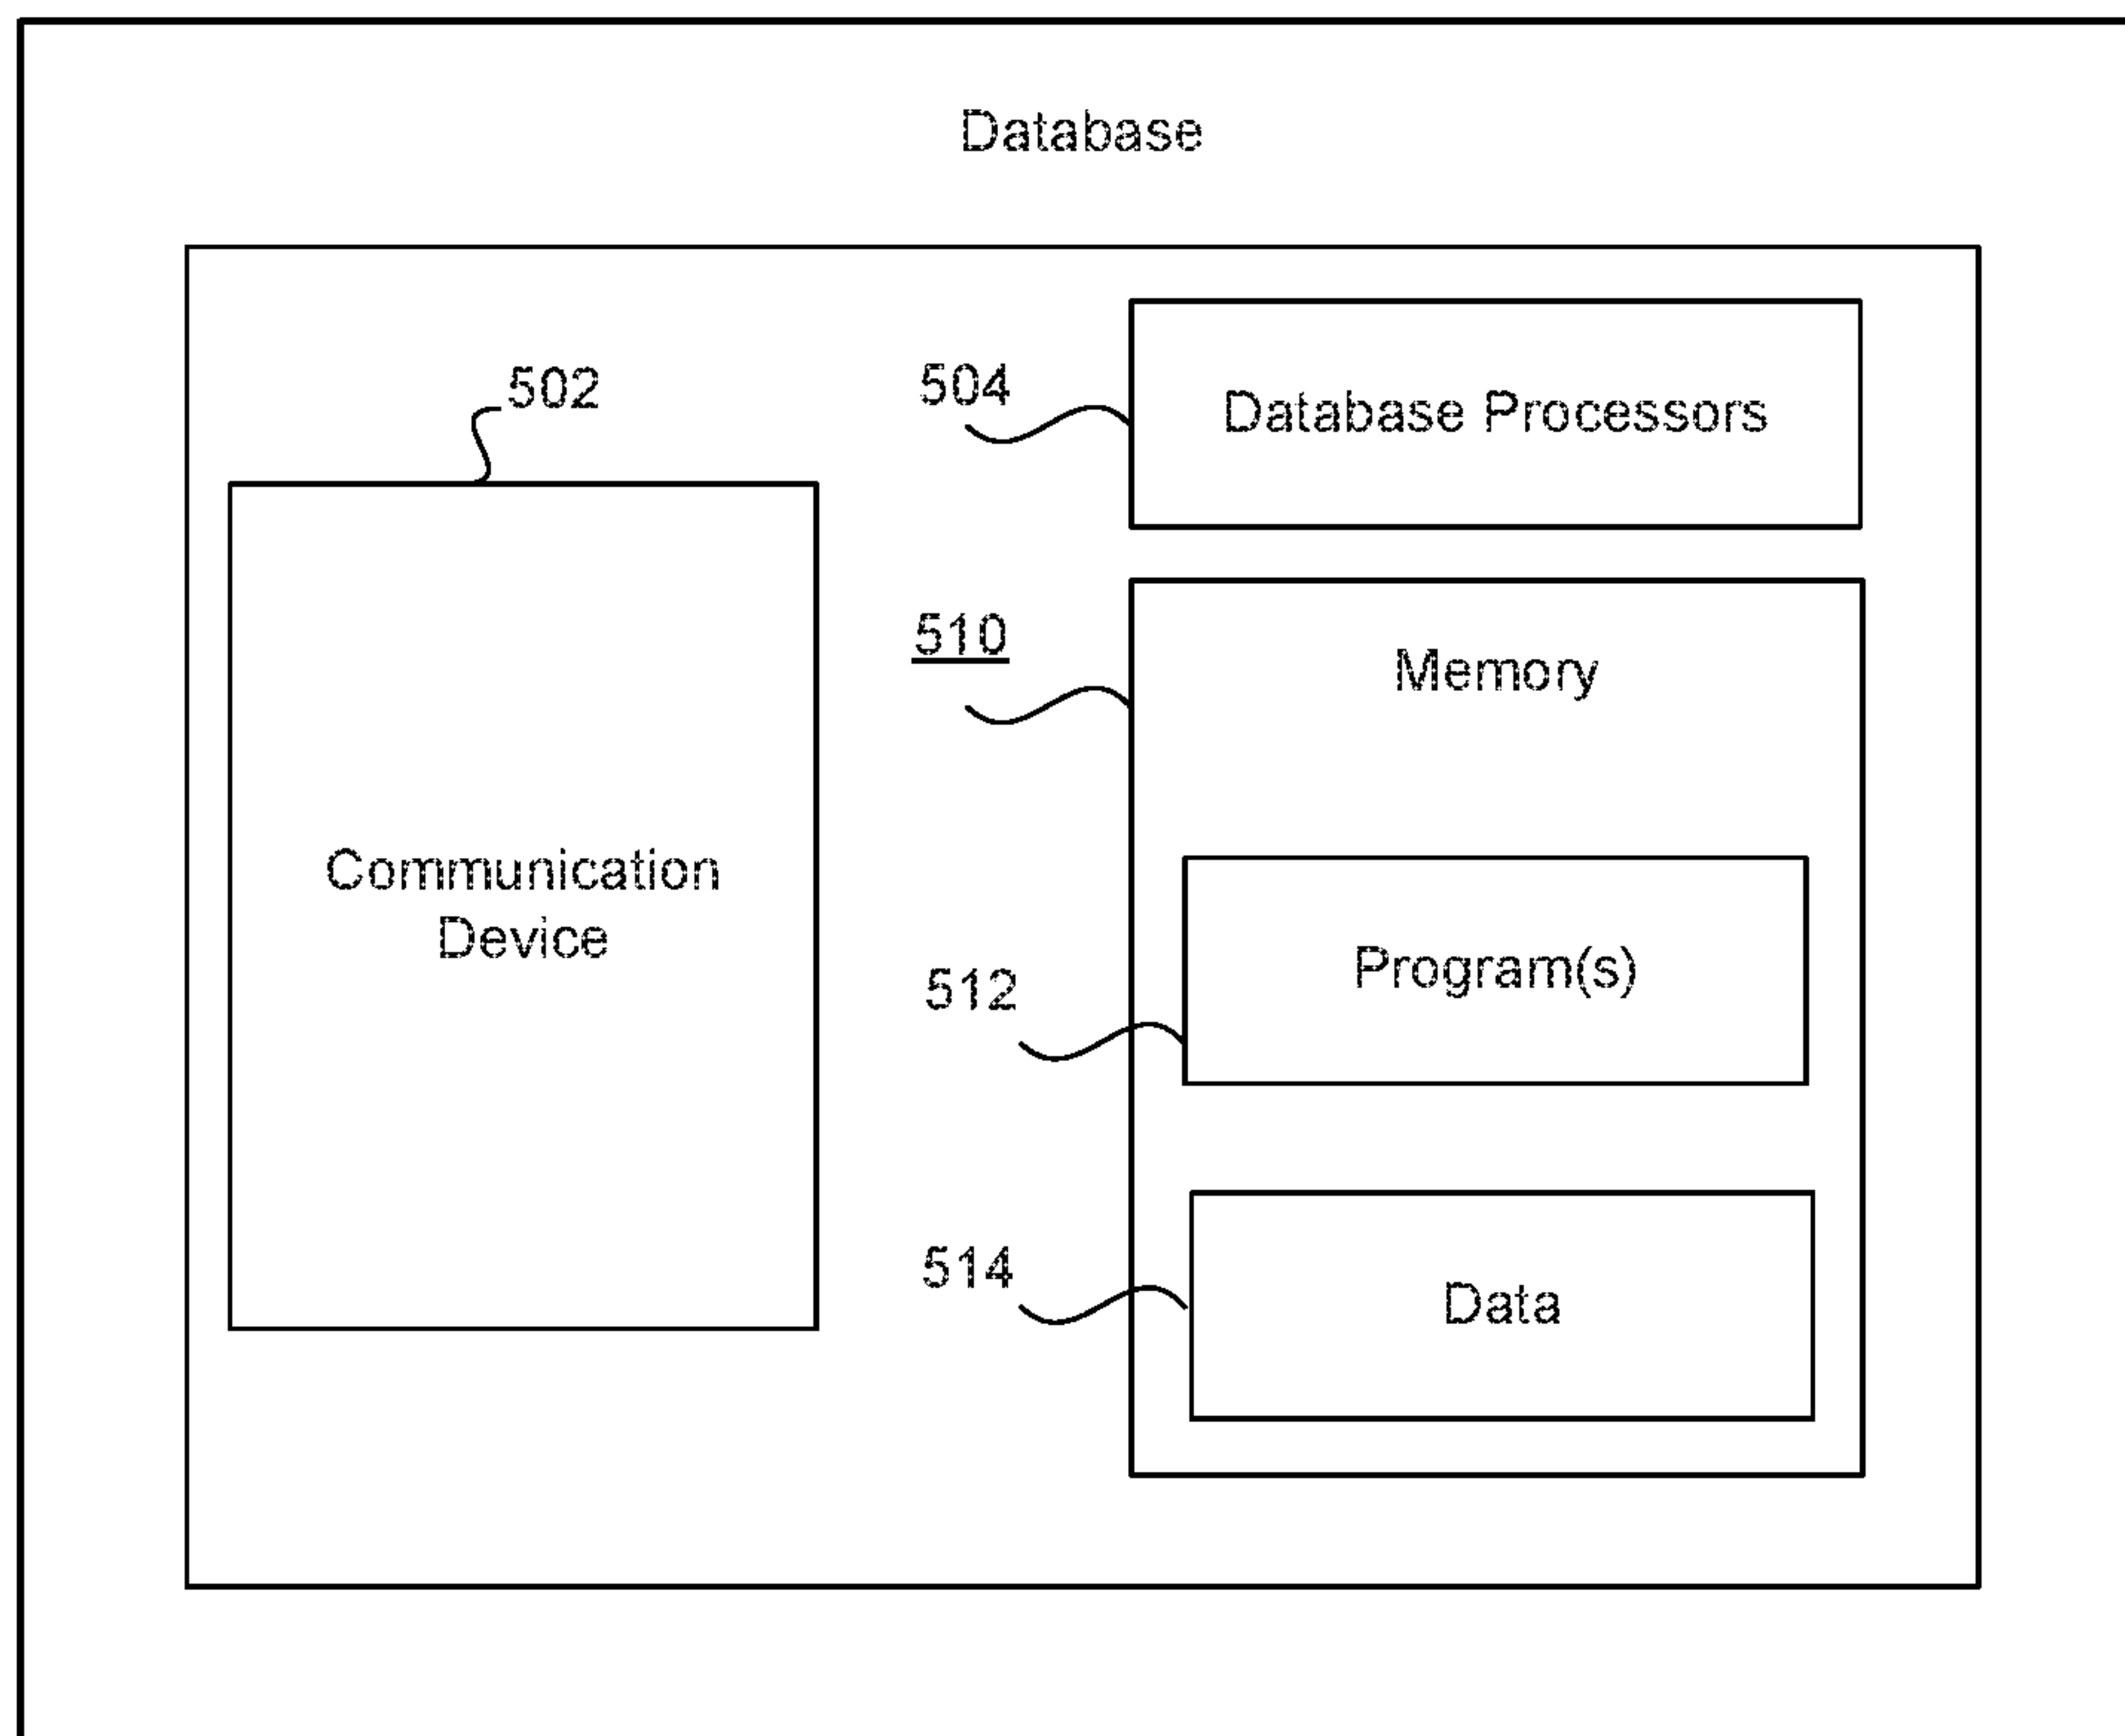 Database
502
504
Database Processors
510
Memory
Communication
Device
512
Program(s)
514
Data